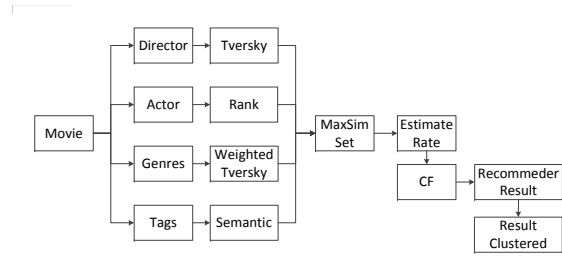 Movie
Director
Tversky
Actor
Rank
Genres
Weighted
Tversky
Tags
Semantic
MaxSim
Set
Estimate
Rate
CF
Recommeder
Result
Result
Clustered